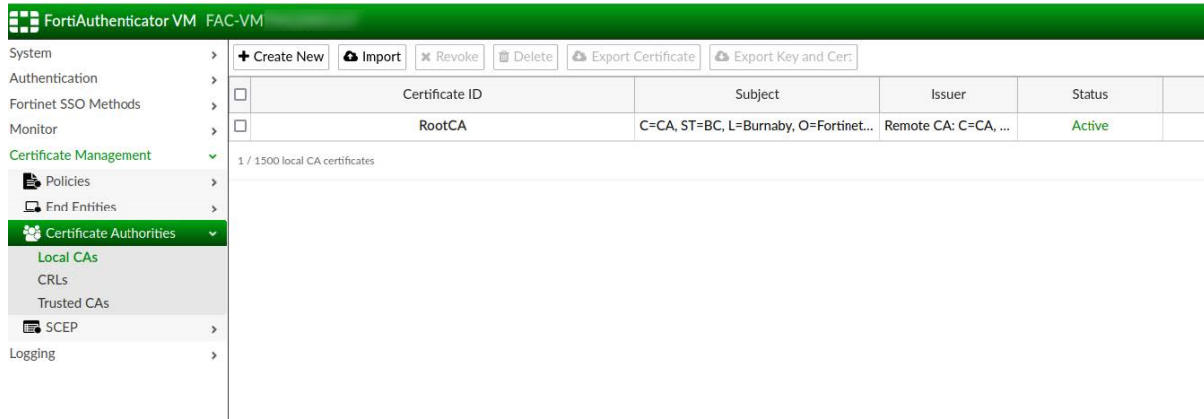 FortiAuthenticator VM FAC-VM
System
Authentication
Fortinet SSO Methods
Monitor
Certificate Management
Policies
End Entities
Certificate Authorities
Local CAs
CRLs
Trusted CAs
SCEP
Logging
Create New Import Revoke Delete Export Certificate Export Key and Cert
Certificate ID Subject Issuer Status
RootCA C=CA, ST=BC, L=Burnaby, O=Fortinet... Remote CA: C=CA, ... Active
1 / 1500 local CA certificates